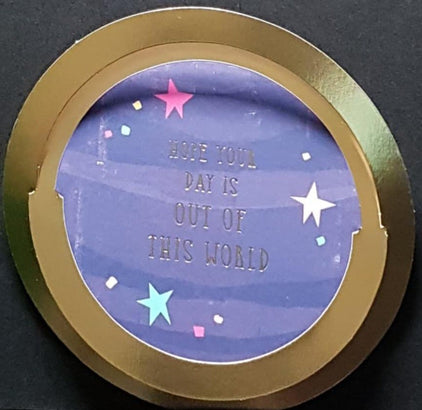 HOPE YOUR
DAY IS
OUT OF
THIS WORLD